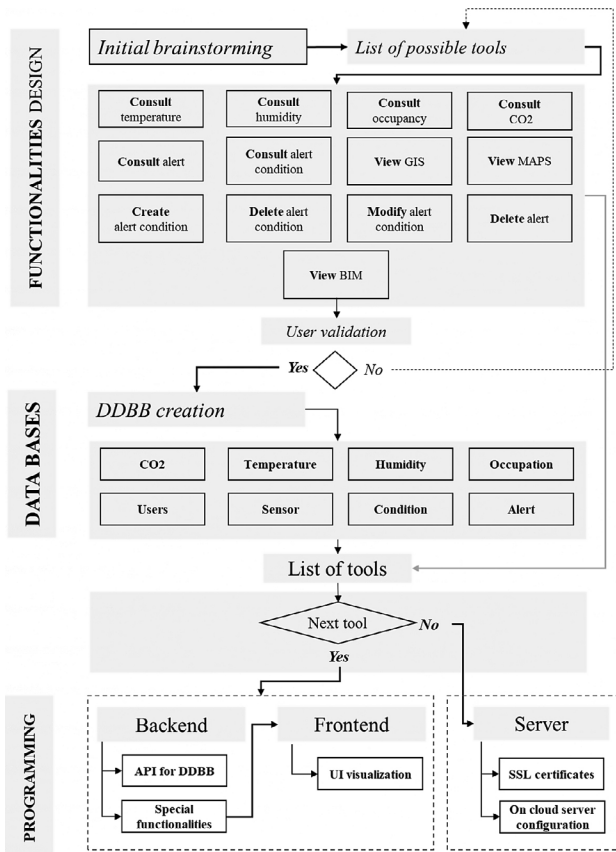 FUNCTIONALITIES DESIGN
Initial brainstorming
List of possible tools
Consult
temperature
Consult
humidity
Consult
occupancy
Consult
CO2
Consult alert
Consult alert
condition
View GIS
View MAPS
Create
alert condition
Delete alert
condition
Modify alert
condition
Delete alert
View BIM
User validation
Yes
No
DATA BASES
DDBB creation
CO2
Temperature
Humidity
Occupation
Users
Sensor
Condition
Alert
List of tools
Next tool
No
Yes
PROGRAMMING
Backend
Frontend
Server
API for DDBB
UI visualization
SSL certificates
Special
functionalities
On cloud server
configuration